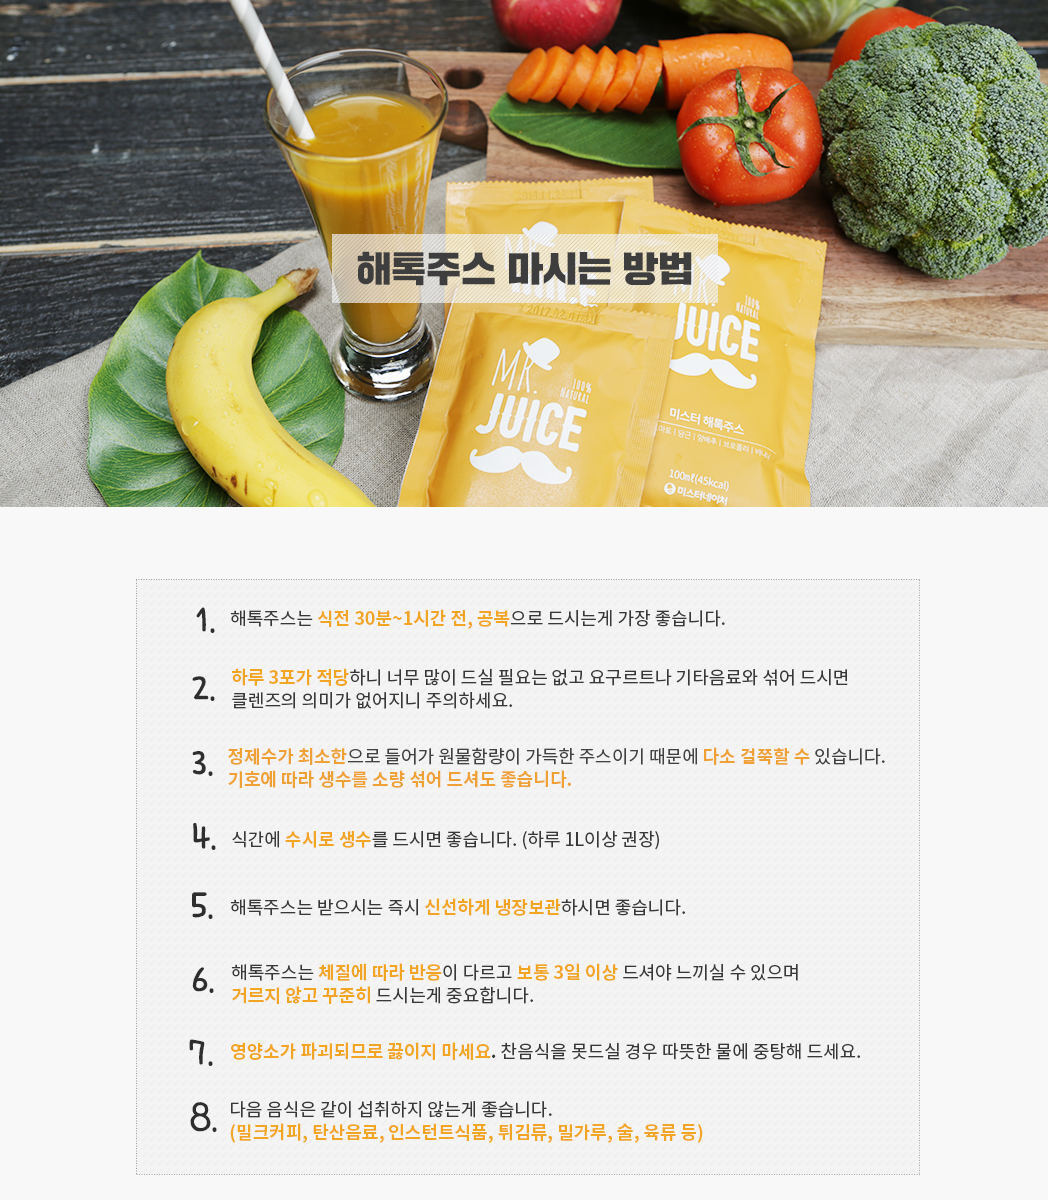 해톡주스 마시는 방법
MR.
JUICE
100%
NATURAL
미스터 해톡주스
당근 | 양배추 | 브로콜리 | 바나나
100㎖(45kcal)
미스터네이처
MR.
100%
NATURAL
JUICE
1. 해톡주스는 식전 30분~1시간 전, 공복으로 드시는게 가장 좋습니다.
2. 하루 3포가 적당하니 너무 많이 드실 필요는 없고 요구르트나 기타음료와 섞어 드시면
클렌즈의 의미가 없어지니 주의하세요.
3. 정제수가 최소한으로 들어가 원물함량이 가득한 주스이기 때문에 다소 걸쭉할 수 있습니다.
기호에 따라 생수를 소량 섞어 드셔도 좋습니다.
4. 식간에 수시로 생수를 드시면 좋습니다. (하루 1L이상 권장)
5. 해톡주스는 받으시는 즉시 신선하게 냉장보관하시면 좋습니다.
6. 해톡주스는 체질에 따라 반응이 다르고 보통 3일 이상 드셔야 느끼실 수 있으며
거르지 않고 꾸준히 드시는게 중요합니다.
7. 영양소가 파괴되므로 끓이지 마세요. 찬음식을 못드실 경우 따뜻한 물에 중탕해 드세요.
8. 다음 음식은 같이 섭취하지 않는게 좋습니다.
(밀크커피, 탄산음료, 인스턴트식품, 튀김류, 밀가루, 술, 육류 등)